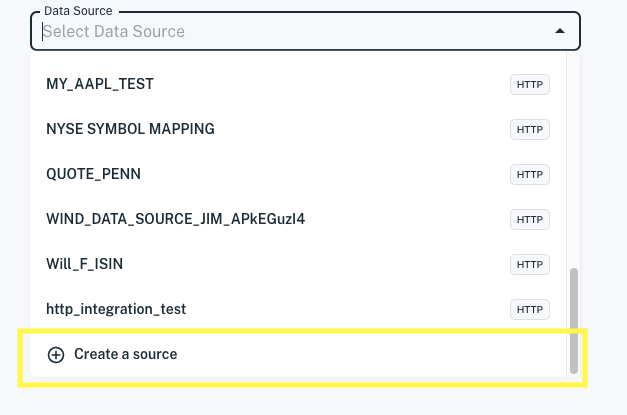 Data Source
Select Data Source
MY_AAPL_TEST HTTP
NYSE SYMBOL MAPPING HTTP
QUOTE_PENN HTTP
WIND_DATA_SOURCE_JIM_APkEGuzI4 HTTP
Will_F_ISIN HTTP
http_integration_test HTTP
Create a source